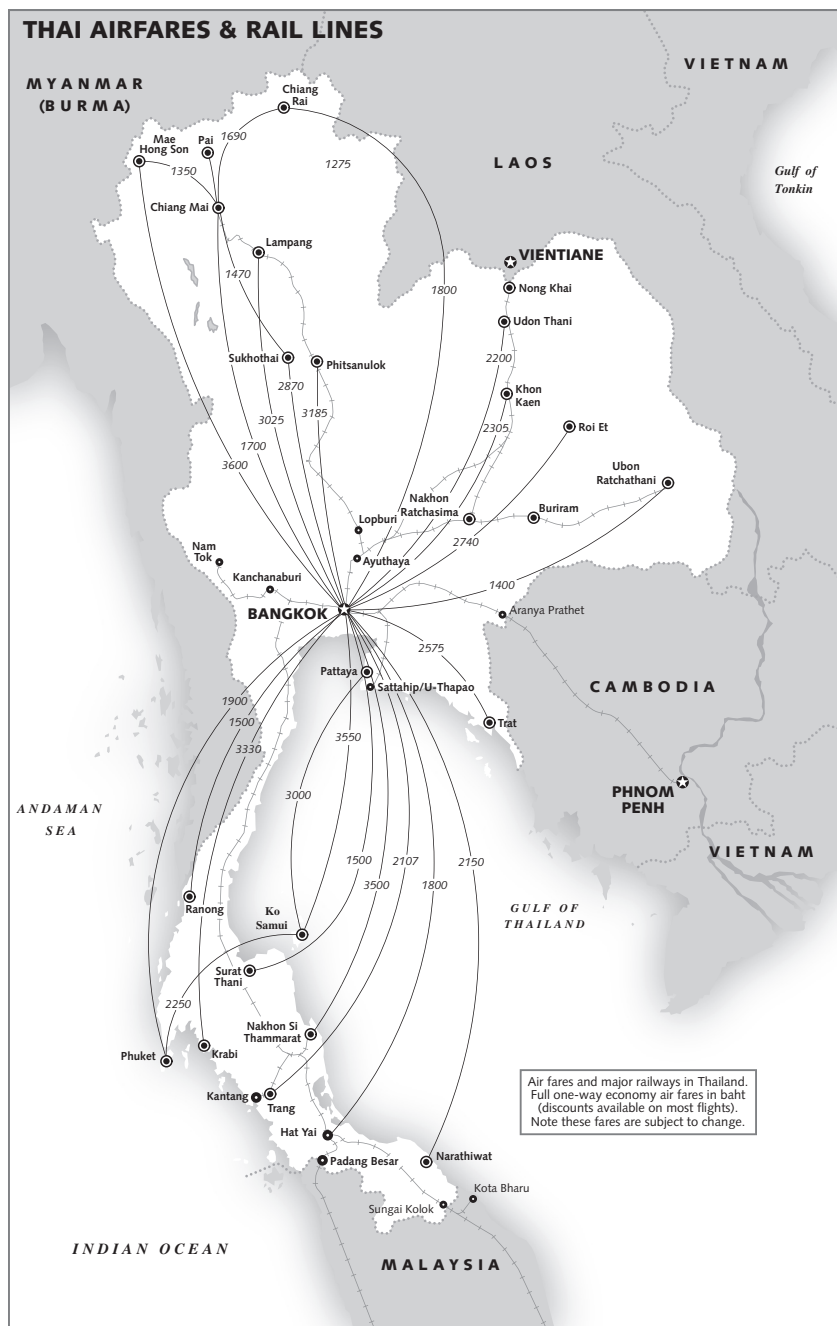 THAI AIRFARES & RAIL LINES
MYANMAR
(BURMA)
VIETNAM
Chiang
Rai
Mae
Hong Son
Pai
1690
1350
1275
LAOS
Gulf of
Tonkin
Chiang Mai
Lampang
VIENTIANE
1470
1800
Nong Khai
Udon Thani
Sukhothai
Phitsanulok
2200
2870
Khon
Kaen
3025
3185
2305
Roi Et
1700
3600
Ubon
Ratchathani
Nakhon
Ratchasima
Buriram
Lopburi
2740
Nam
Tok
Ayuthaya
Kanchanaburi
1400
BANGKOK
Aranya Prathet
2575
Pattaya
Sattahip/U-Thapao
CAMBODIA
1900
1500
3330
Trat
3550
PHNOM
PENH
3000
ANDAMAN
SEA
VIETNAM
1500
2107
2150
3500
1800
Ranong
Ko
Samui
GULF OF
THAILAND
Surat
Thani
2250
Nakhon Si
Thammarat
Phuket
Krabi
Kantang
Trang
Air fares and major railways in Thailand.
Full one-way economy air fares in baht
(discounts available on most flights).
Note these fares are subject to change.
Hat Yai
Padang Besar
Narathiwat
Kota Bharu
Sungai Kolok
INDIAN OCEAN
MALAYSIA